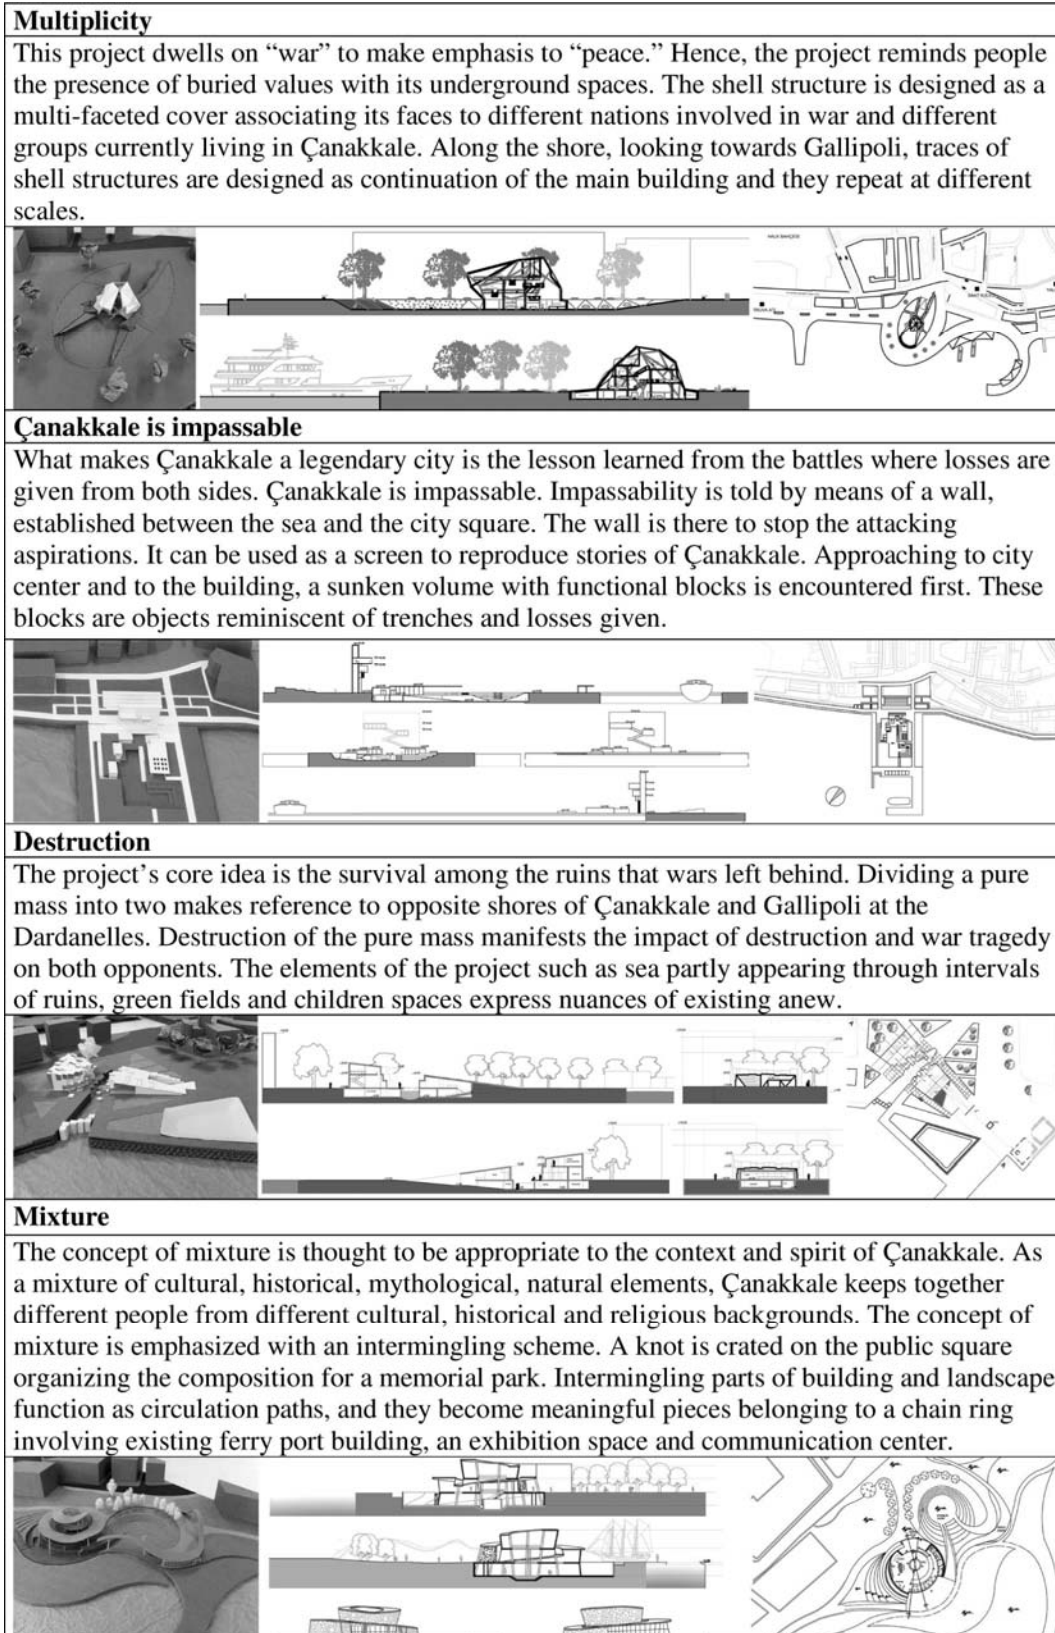 Multiplicity
This project dwells on “war” to make emphasis to “peace.” Hence, the project reminds people
the presence of buried values with its underground spaces. The shell structure is designed as a
multi-faceted cover associating its faces to different nations involved in war and different
groups currently living in Çanakkale. Along the shore, looking towards Gallipoli, traces of
shell structures are designed as continuation of the main building and they repeat at different
scales.
HALK BAHÇESİ
Çanakkale is impassable
What makes Çanakkale a legendary city is the lesson learned from the battles where losses are
given from both sides. Çanakkale is impassable. Impassability is told by means of a wall,
established between the sea and the city square. The wall is there to stop the attacking
aspirations. It can be used as a screen to reproduce stories of Çanakkale. Approaching to city
center and to the building, a sunken volume with functional blocks is encountered first. These
blocks are objects reminiscent of trenches and losses given.
Destruction
The project’s core idea is the survival among the ruins that wars left behind. Dividing a pure
mass into two makes reference to opposite shores of Çanakkale and Gallipoli at the
Dardanelles. Destruction of the pure mass manifests the impact of destruction and war tragedy
on both opponents. The elements of the project such as sea partly appearing through intervals
of ruins, green fields and children spaces express nuances of existing anew.
Mixture
The concept of mixture is thought to be appropriate to the context and spirit of Çanakkale. As
a mixture of cultural, historical, mythological, natural elements, Çanakkale keeps together
different people from different cultural, historical and religious backgrounds. The concept of
mixture is emphasized with an intermingling scheme. A knot is crated on the public square
organizing the composition for a memorial park. Intermingling parts of building and landscape
function as circulation paths, and they become meaningful pieces belonging to a chain ring
involving existing ferry port building, an exhibition space and communication center.